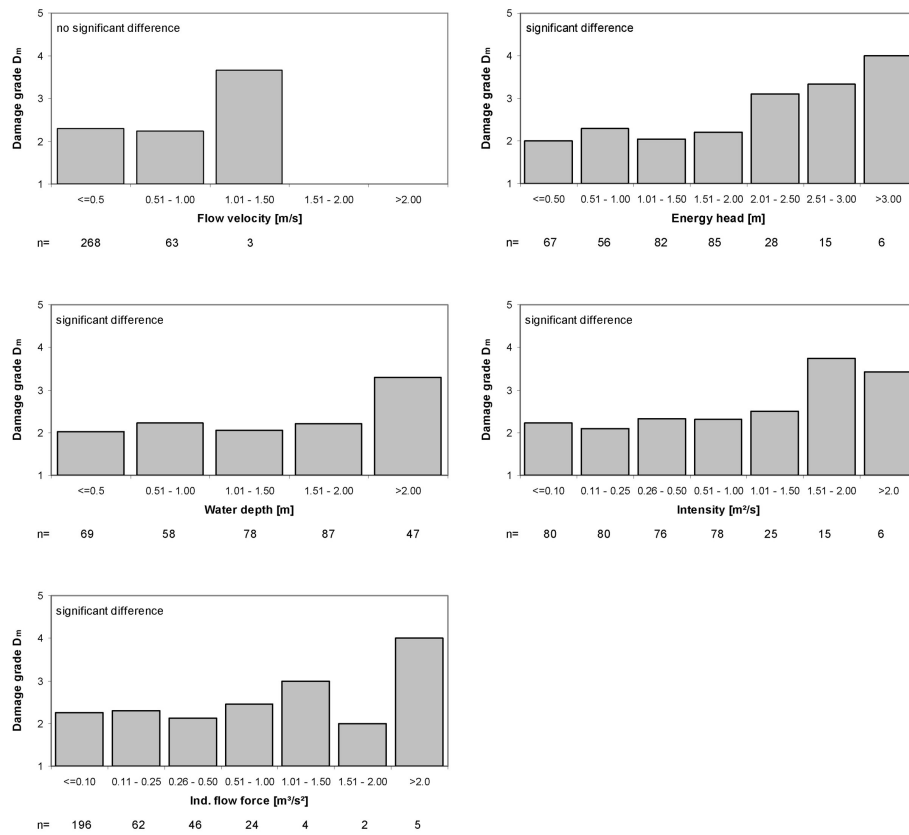 5
no significant difference
4
3
2
1
Damage grade Dm
<=0.5 0.51 - 1.00 1.01 - 1.50 1.51 - 2.00 >2.00
Flow velocity [m/s]
n= 268 63 3
5
significant difference
4
3
2
1
Damage grade Dm
<=0.50 0.51 - 1.00 1.01 - 1.50 1.51 - 2.00 2.01 - 2.50 2.51 - 3.00 >3.00
Energy head [m]
n= 67 56 82 85 28 15 6
5
significant difference
4
3
2
1
Damage grade Dm
<=0.5 0.51 - 1.00 1.01 - 1.50 1.51 - 2.00 >2.00
Water depth [m]
n= 69 58 78 87 47
5
significant difference
4
3
2
1
Damage grade Dm
<=0.10 0.11 - 0.25 0.26 - 0.50 0.51 - 1.00 1.01 - 1.50 1.51 - 2.00 >2.0
Intensity [m²/s]
n= 80 80 76 78 25 15 6
5
significant difference
4
3
2
1
Damage grade Dm
<=0.10 0.11 - 0.25 0.26 - 0.50 0.51 - 1.00 1.01 - 1.50 1.51 - 2.00 >2.0
Ind. flow force [m³/s²]
n= 196 62 46 24 4 2 5